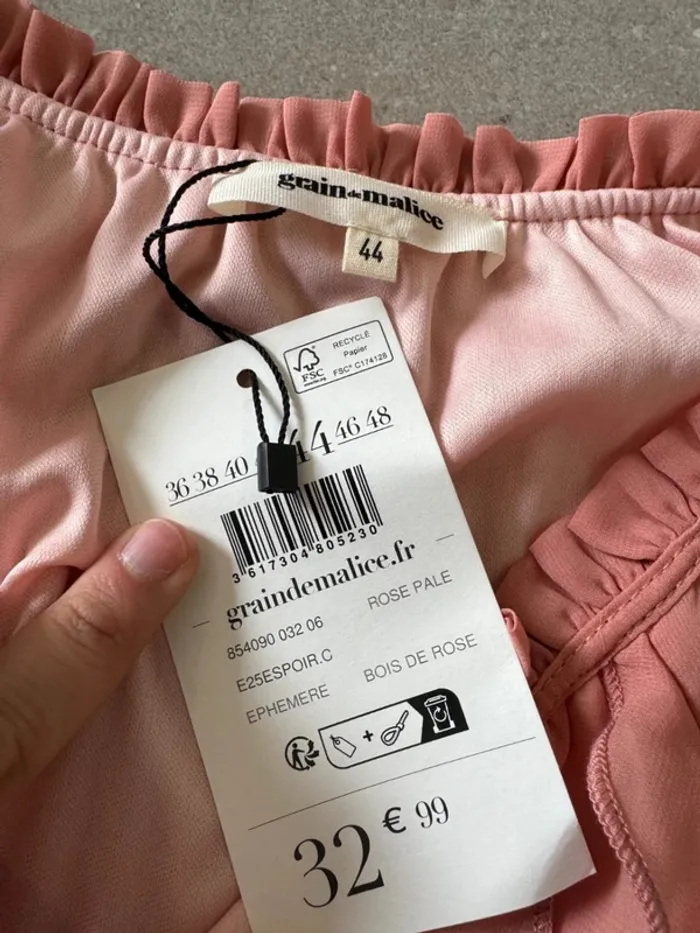 grain de malice
44
RECYCLÉ
Papier
FSC
FSC® C174128
36 38 40 44 46 48
3 617304 805230
graindemalice.fr
854090 032 06 ROSE PALE
E25ESPOIR.C
EPHEMERE BOIS DE ROSE
32 € 99